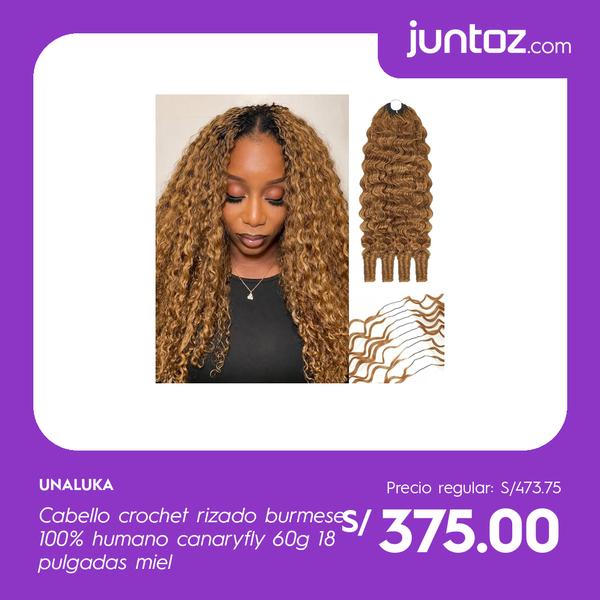 juntoz.com
UNALUKA
Cabello crochet rizado burmese
100% humano canaryfly 60g 18
pulgadas miel
Precio regular: S/473.75
S/ 375.00